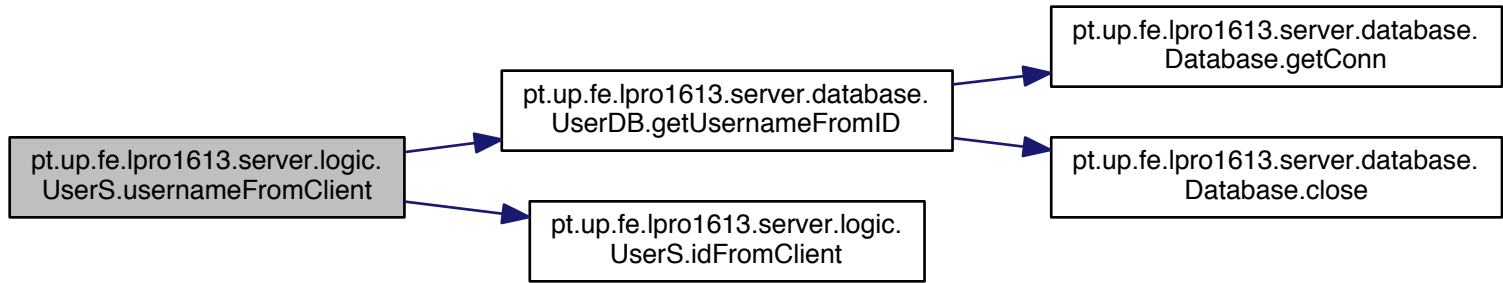 pt.up.fe.lpro1613.server.logic.
UserS.usernameFromClient
pt.up.fe.lpro1613.server.database.
UserDB.getUsernameFromID
pt.up.fe.lpro1613.server.logic.
UserS.idFromClient
pt.up.fe.lpro1613.server.database.
Database.getConn
pt.up.fe.lpro1613.server.database.
Database.close